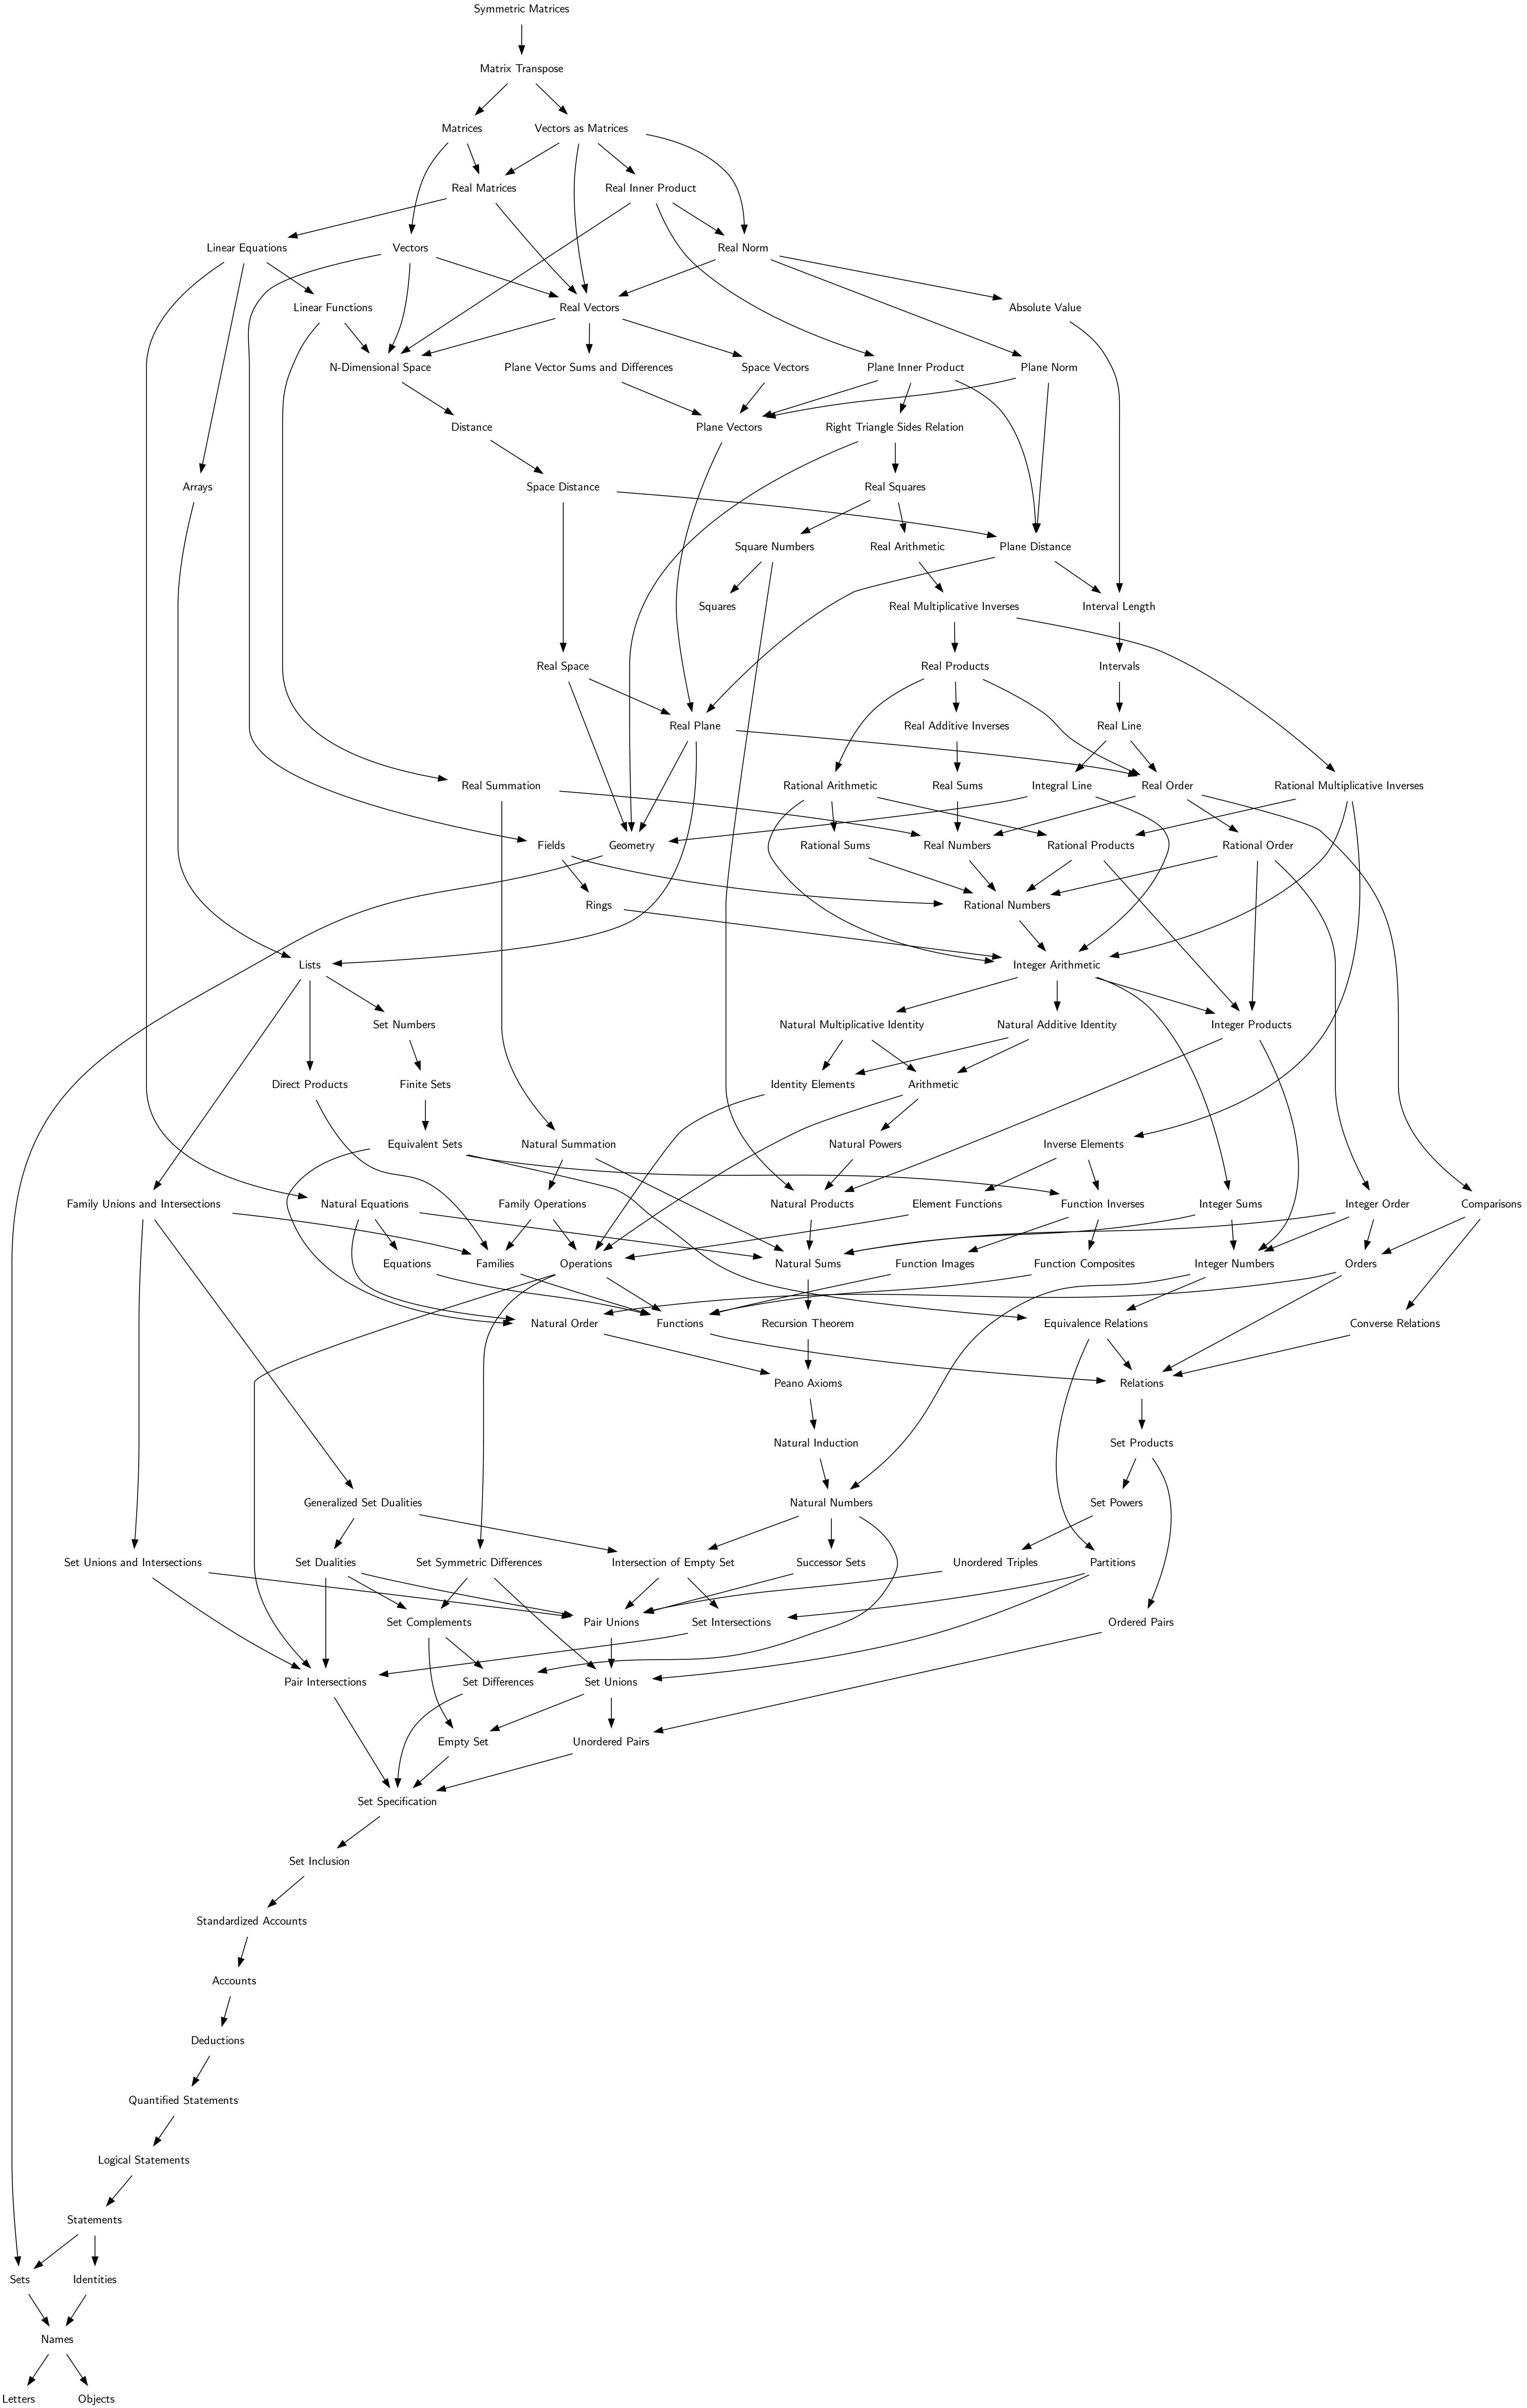 Symmetric Matrices
Matrix Transpose
Matrices
Vectors as Matrices
Real Matrices
Real Inner Product
Linear Equations
Vectors
Real Norm
Linear Functions
Real Vectors
Absolute Value
N-Dimensional Space
Plane Vector Sums and Differences
Space Vectors
Plane Inner Product
Plane Norm
Distance
Plane Vectors
Right Triangle Sides Relation
Arrays
Space Distance
Real Squares
Square Numbers
Real Arithmetic
Plane Distance
Squares
Real Multiplicative Inverses
Interval Length
Real Space
Real Products
Intervals
Real Plane
Real Additive Inverses
Real Line
Real Summation
Rational Arithmetic
Real Sums
Integral Line
Real Order
Rational Multiplicative Inverses
Fields
Geometry
Rational Sums
Real Numbers
Rational Products
Rational Order
Rings
Rational Numbers
Lists
Integer Arithmetic
Set Numbers
Natural Multiplicative Identity
Natural Additive Identity
Integer Products
Direct Products
Finite Sets
Identity Elements
Arithmetic
Equivalent Sets
Natural Summation
Natural Powers
Inverse Elements
Family Unions and Intersections
Natural Equations
Family Operations
Natural Products
Element Functions
Function Inverses
Integer Sums
Integer Order
Comparisons
Equations
Families
Operations
Natural Sums
Function Images
Function Composites
Integer Numbers
Orders
Natural Order
Functions
Recursion Theorem
Equivalence Relations
Converse Relations
Peano Axioms
Relations
Natural Induction
Set Products
Generalized Set Dualities
Natural Numbers
Set Powers
Set Unions and Intersections
Set Dualities
Set Symmetric Differences
Intersection of Empty Set
Successor Sets
Unordered Triples
Partitions
Set Complements
Pair Unions
Set Intersections
Ordered Pairs
Pair Intersections
Set Differences
Set Unions
Empty Set
Unordered Pairs
Set Specification
Set Inclusion
Standardized Accounts
Accounts
Deductions
Quantified Statements
Logical Statements
Statements
Sets
Identities
Names
Letters
Objects